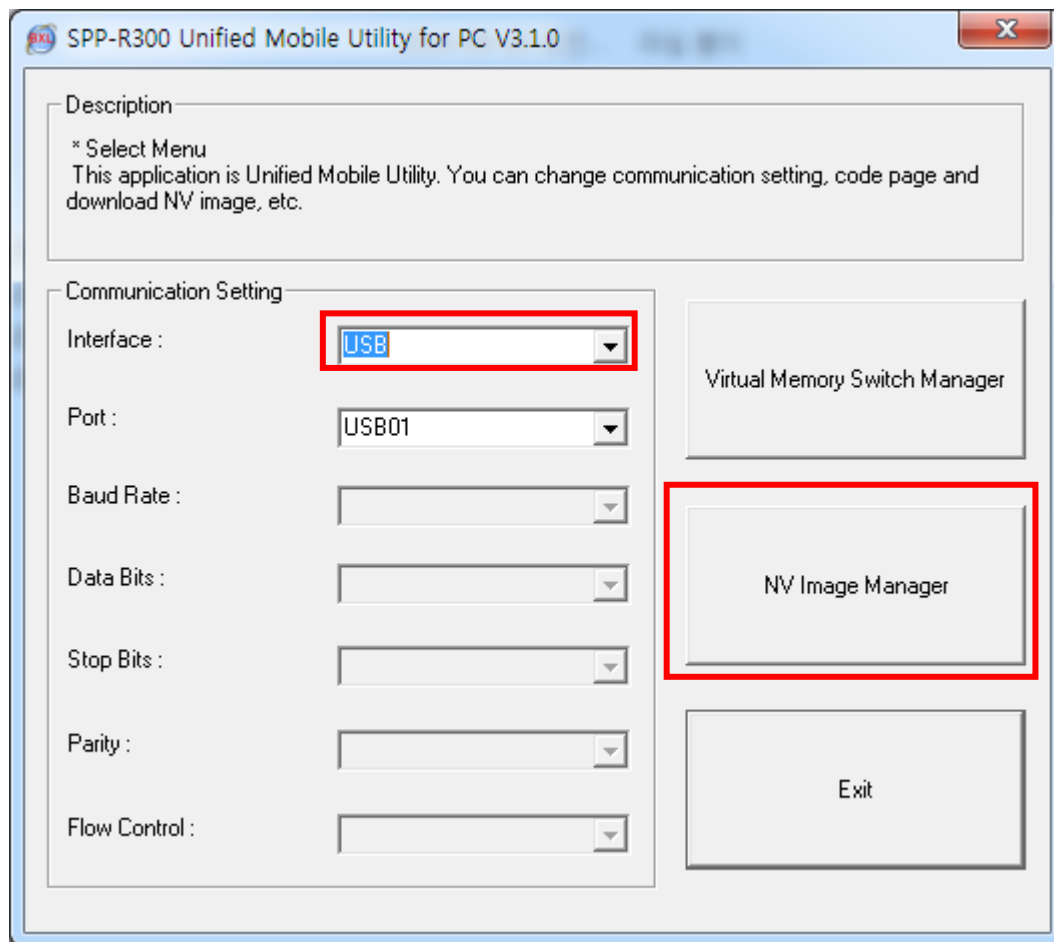 BXL SPP-R300 Unified Mobile Utility for PC V3.1.0
X
Description
* Select Menu
This application is Unified Mobile Utility. You can change communication setting, code page and
download NV image, etc.
Communication Setting
Interface :
USB
Port :
USB01
Baud Rate :
Data Bits :
Stop Bits :
Parity :
Flow Control :
Virtual Memory Switch Manager
NV Image Manager
Exit